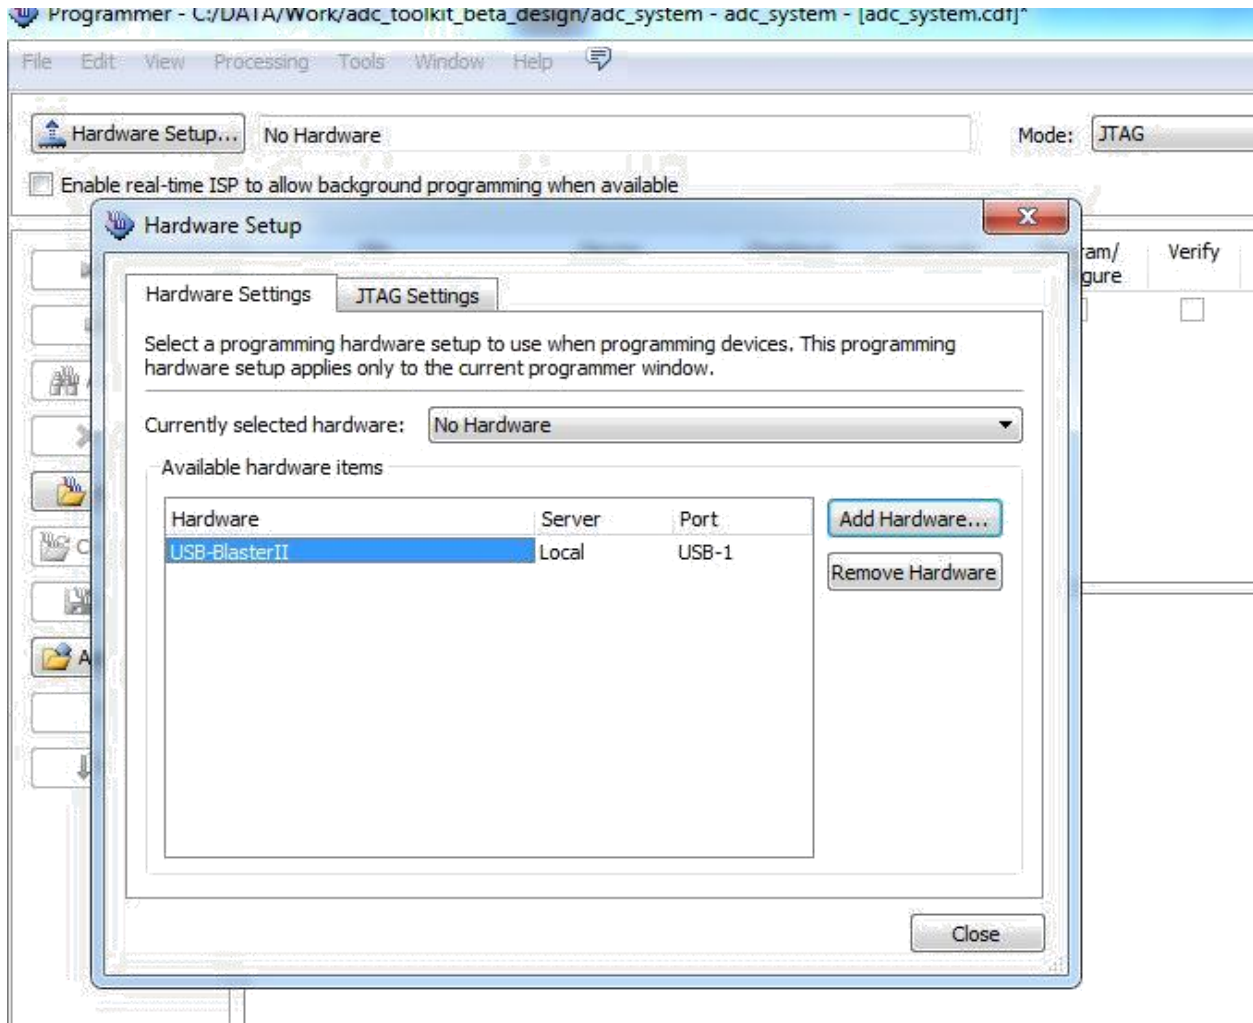 Programmer - C:/DATA/Work/adc_toolkit_beta_design/adc_system - adc_system - [adc_system.cdf]*
File Edit View Processing Tools Window Help
Hardware Setup... No Hardware Mode: JTAG
Enable real-time ISP to allow background programming when available
Hardware Setup
am/ Verify
gure
Hardware Settings JTAG Settings
Select a programming hardware setup to use when programming devices. This programming
hardware setup applies only to the current programmer window.
Currently selected hardware: No Hardware
Available hardware items
Hardware Server Port Add Hardware...
USB-BlasterII Local USB-1
Remove Hardware
C
A
Close